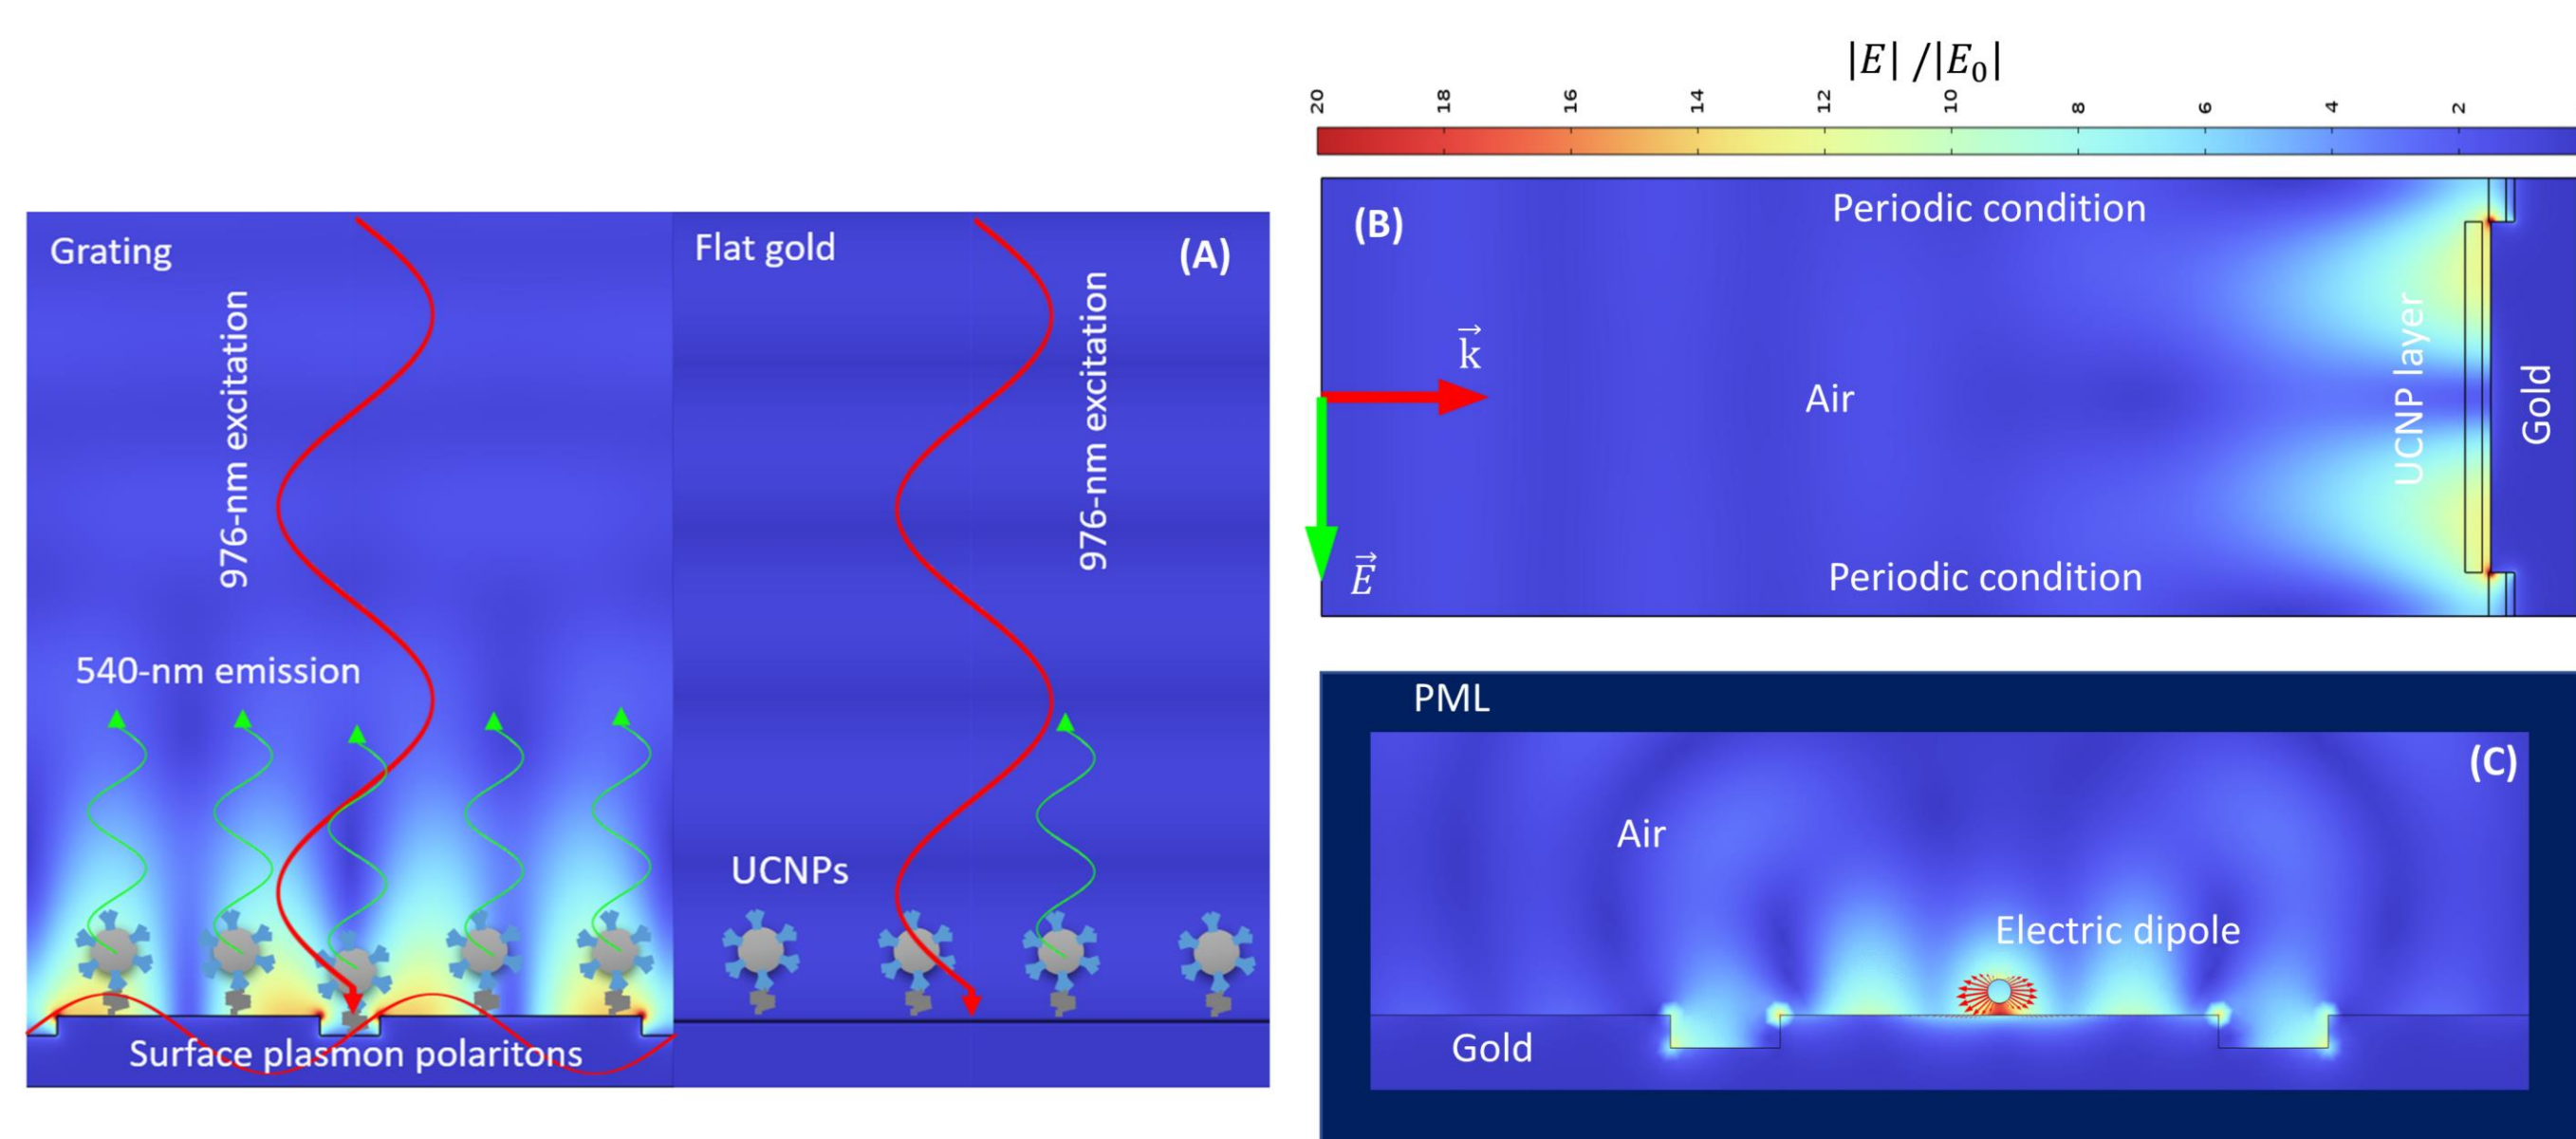 Grating
976-nm excitation
540-nm emission
Surface plasmon polaritons
Flat gold
(A)
976-nm excitation
UCNPs
|E| /|E₀|
20 18 16 14 12 10 8 6 4 2
(B)
Periodic condition
k⃗
Air
UCNP layer
Gold
E⃗
Periodic condition
PML
(C)
Air
Electric dipole
Gold